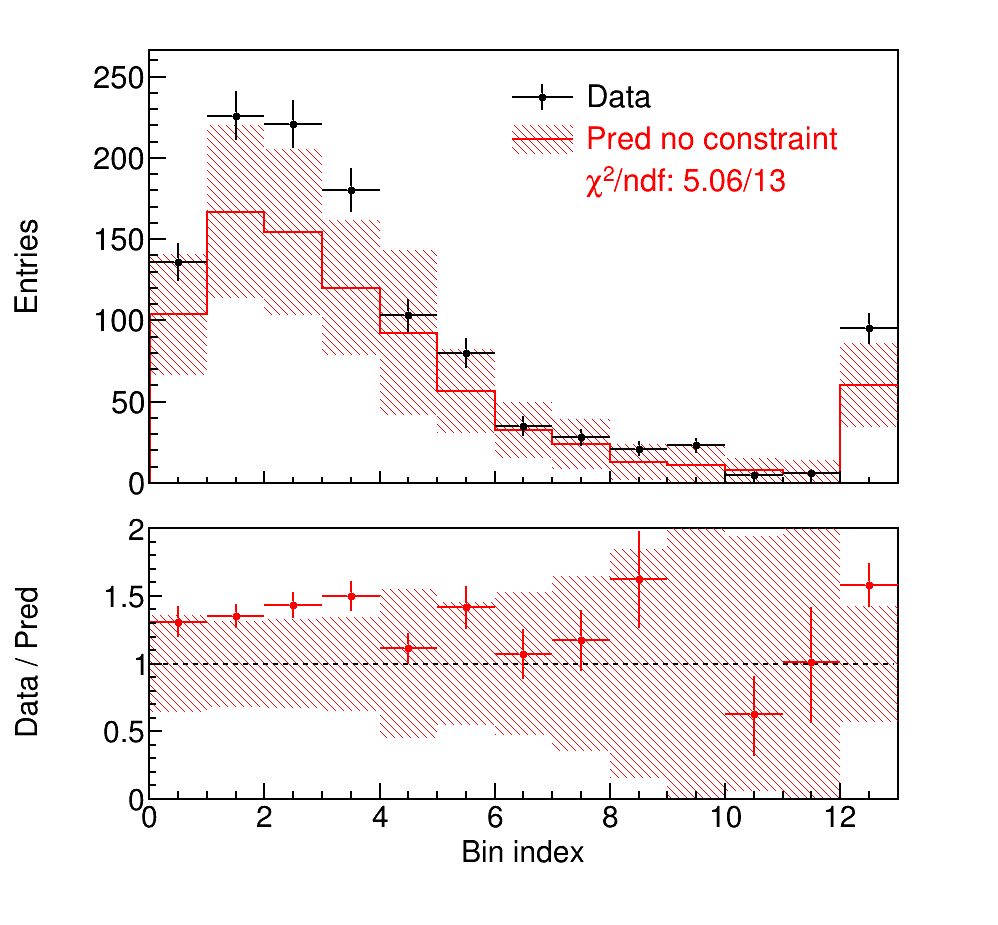 Entries
250
200
150
100
50
0
Data
Pred no constraint
χ²/ndf: 5.06/13
Data / Pred
2
1.5
1
0.5
0
0 2 4 6 8 10 12
Bin index